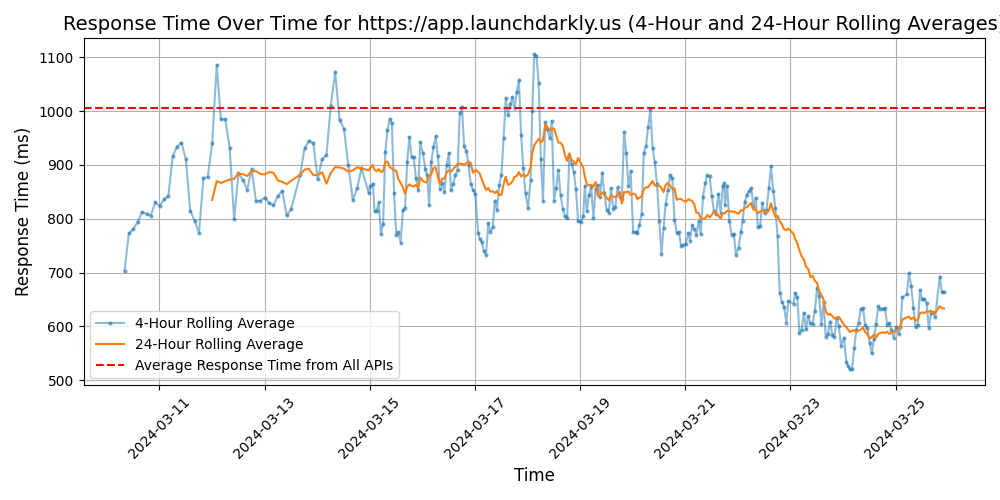 Response Time Over Time for https://app.launchdarkly.us (4-Hour and 24-Hour Rolling Averages)
Response Time (ms)
1100
1000
900
800
700
600
500
4-Hour Rolling Average
24-Hour Rolling Average
Average Response Time from All APIs
2024-03-11
2024-03-13
2024-03-15
2024-03-17
2024-03-19
2024-03-21
2024-03-23
2024-03-25
Time